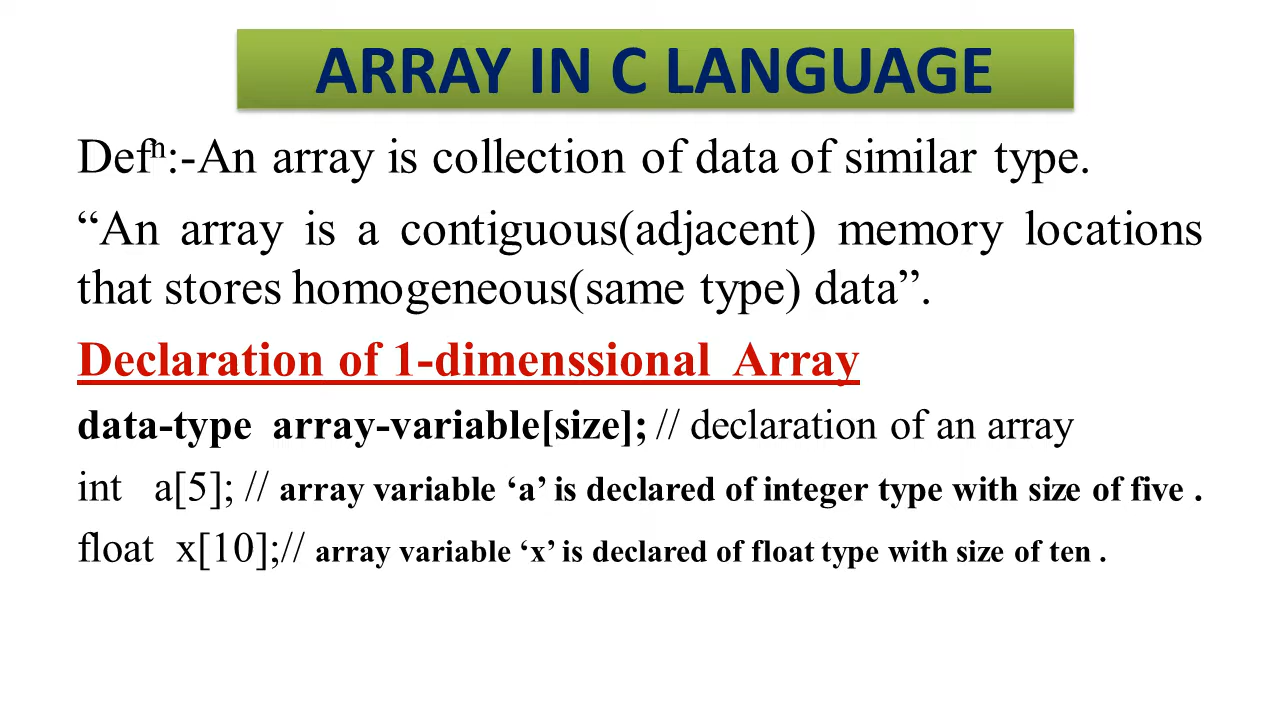 ARRAY IN C LANGUAGE
Defⁿ:-An array is collection of data of similar type.
“An array is a contiguous(adjacent) memory locations
that stores homogeneous(same type) data”.
Declaration of 1-dimenssional Array
data-type array-variable[size]; // declaration of an array
int a[5]; // array variable ‘a’ is declared of integer type with size of five .
float x[10];// array variable ‘x’ is declared of float type with size of ten .